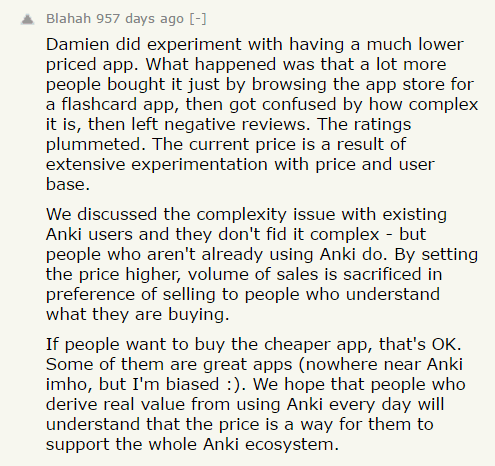 Blahah 957 days ago [-]
Damien did experiment with having a much lower
priced app. What happened was that a lot more
people bought it just by browsing the app store for
a flashcard app, then got confused by how complex
it is, then left negative reviews. The ratings
plummeted. The current price is a result of
extensive experimentation with price and user
base.
We discussed the complexity issue with existing
Anki users and they don't fid it complex - but
people who aren't already using Anki do. By setting
the price higher, volume of sales is sacrificed in
preference of selling to people who understand
what they are buying.
If people want to buy the cheaper app, that's OK.
Some of them are great apps (nowhere near Anki
imho, but I'm biased :). We hope that people who
derive real value from using Anki every day will
understand that the price is a way for them to
support the whole Anki ecosystem.